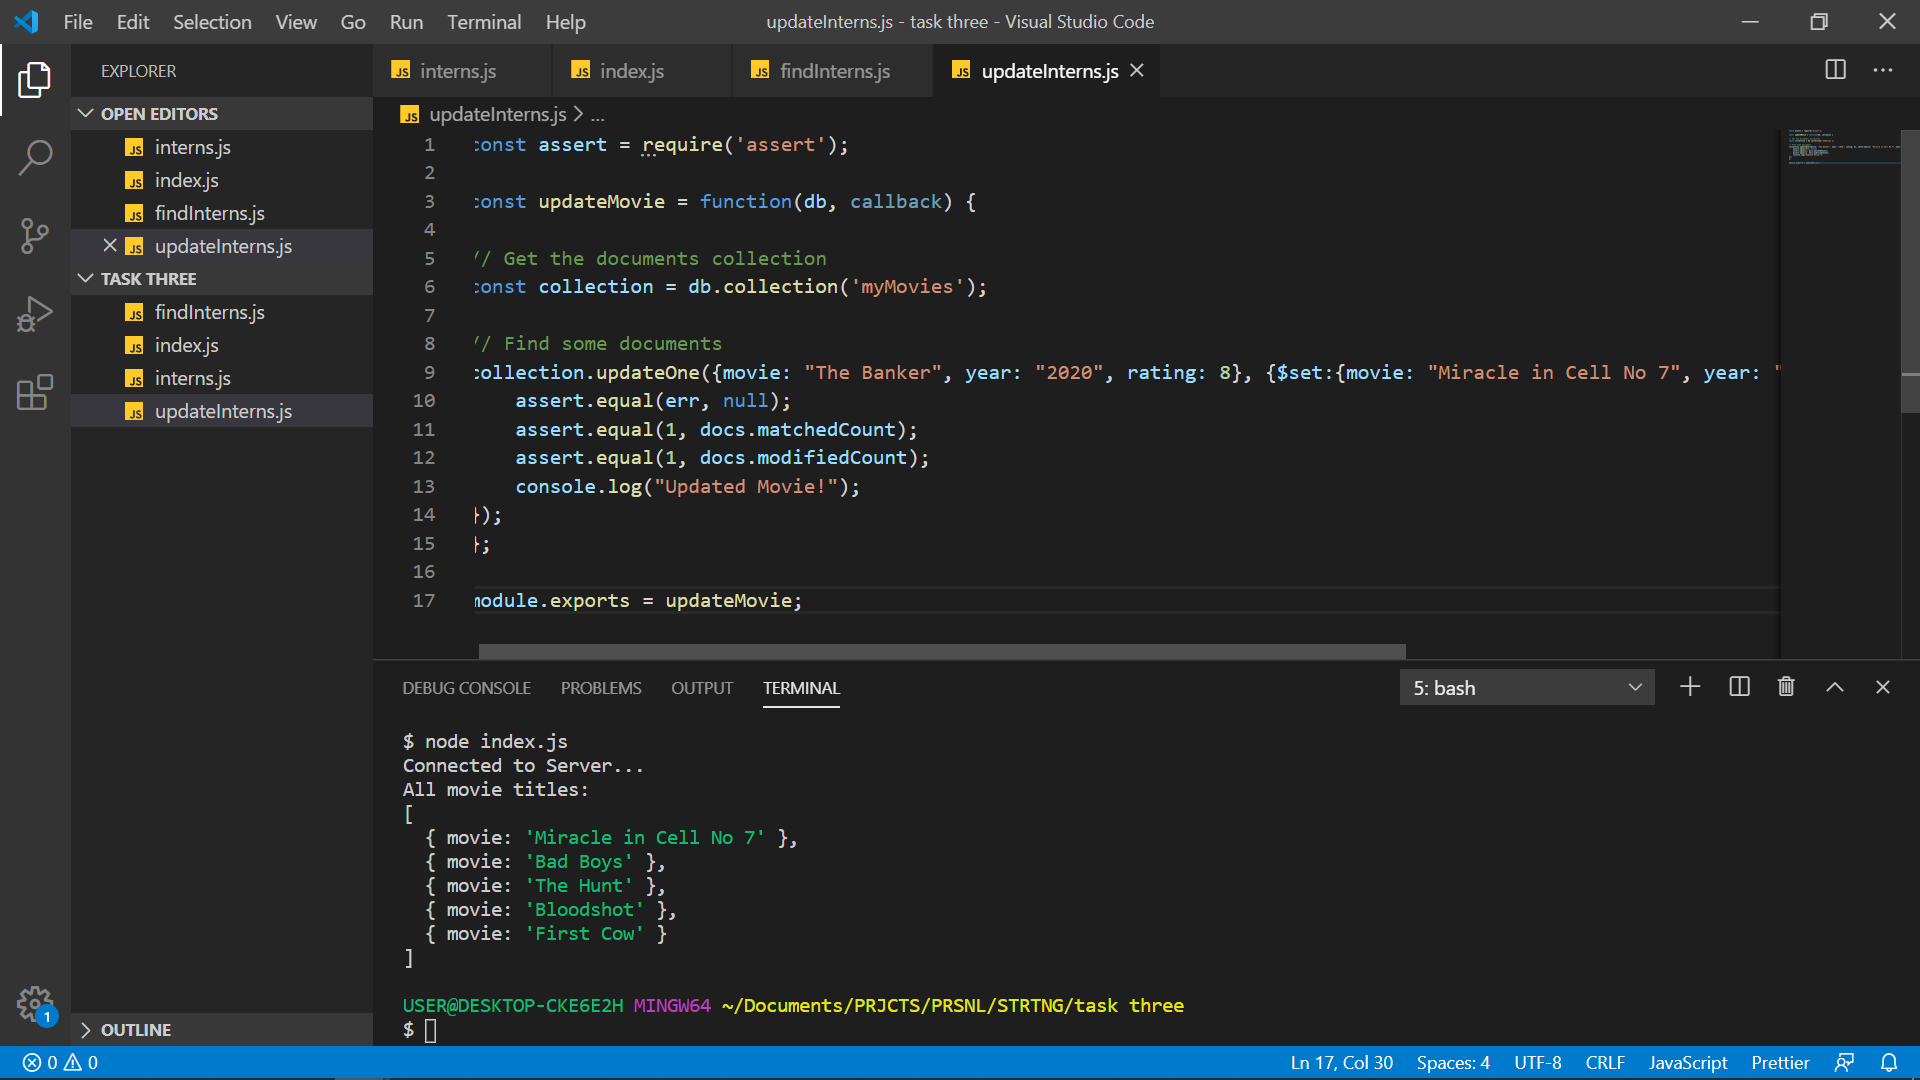 File Edit Selection View Go Run Terminal Help
updateInterns.js - task three - Visual Studio Code
EXPLORER
OPEN EDITORS
interns.js
index.js
findInterns.js
updateInterns.js
TASK THREE
findInterns.js
index.js
interns.js
updateInterns.js
OUTLINE
1
interns.js index.js findInterns.js updateInterns.js
updateInterns.js > ...
1 const assert = require('assert');
2
3 const updateMovie = function(db, callback) {
4
5 // Get the documents collection
6 const collection = db.collection('myMovies');
7
8 // Find some documents
9 collection.updateOne({movie: "The Banker", year: "2020", rating: 8}, {$set:{movie: "Miracle in Cell No 7", year: "
10 assert.equal(err, null);
11 assert.equal(1, docs.matchedCount);
12 assert.equal(1, docs.modifiedCount);
13 console.log("Updated Movie!");
14 });
15 };
16
17 module.exports = updateMovie;
DEBUG CONSOLE PROBLEMS OUTPUT TERMINAL
5: bash
$ node index.js
Connected to Server...
All movie titles:
[
{ movie: 'Miracle in Cell No 7' },
{ movie: 'Bad Boys' },
{ movie: 'The Hunt' },
{ movie: 'Bloodshot' },
{ movie: 'First Cow' }
]
USER@DESKTOP-CKE6E2H MINGW64 ~/Documents/PRJCTS/PRSNL/STRTNG/task three
$
0 0
Ln 17, Col 30 Spaces: 4 UTF-8 CRLF JavaScript Prettier